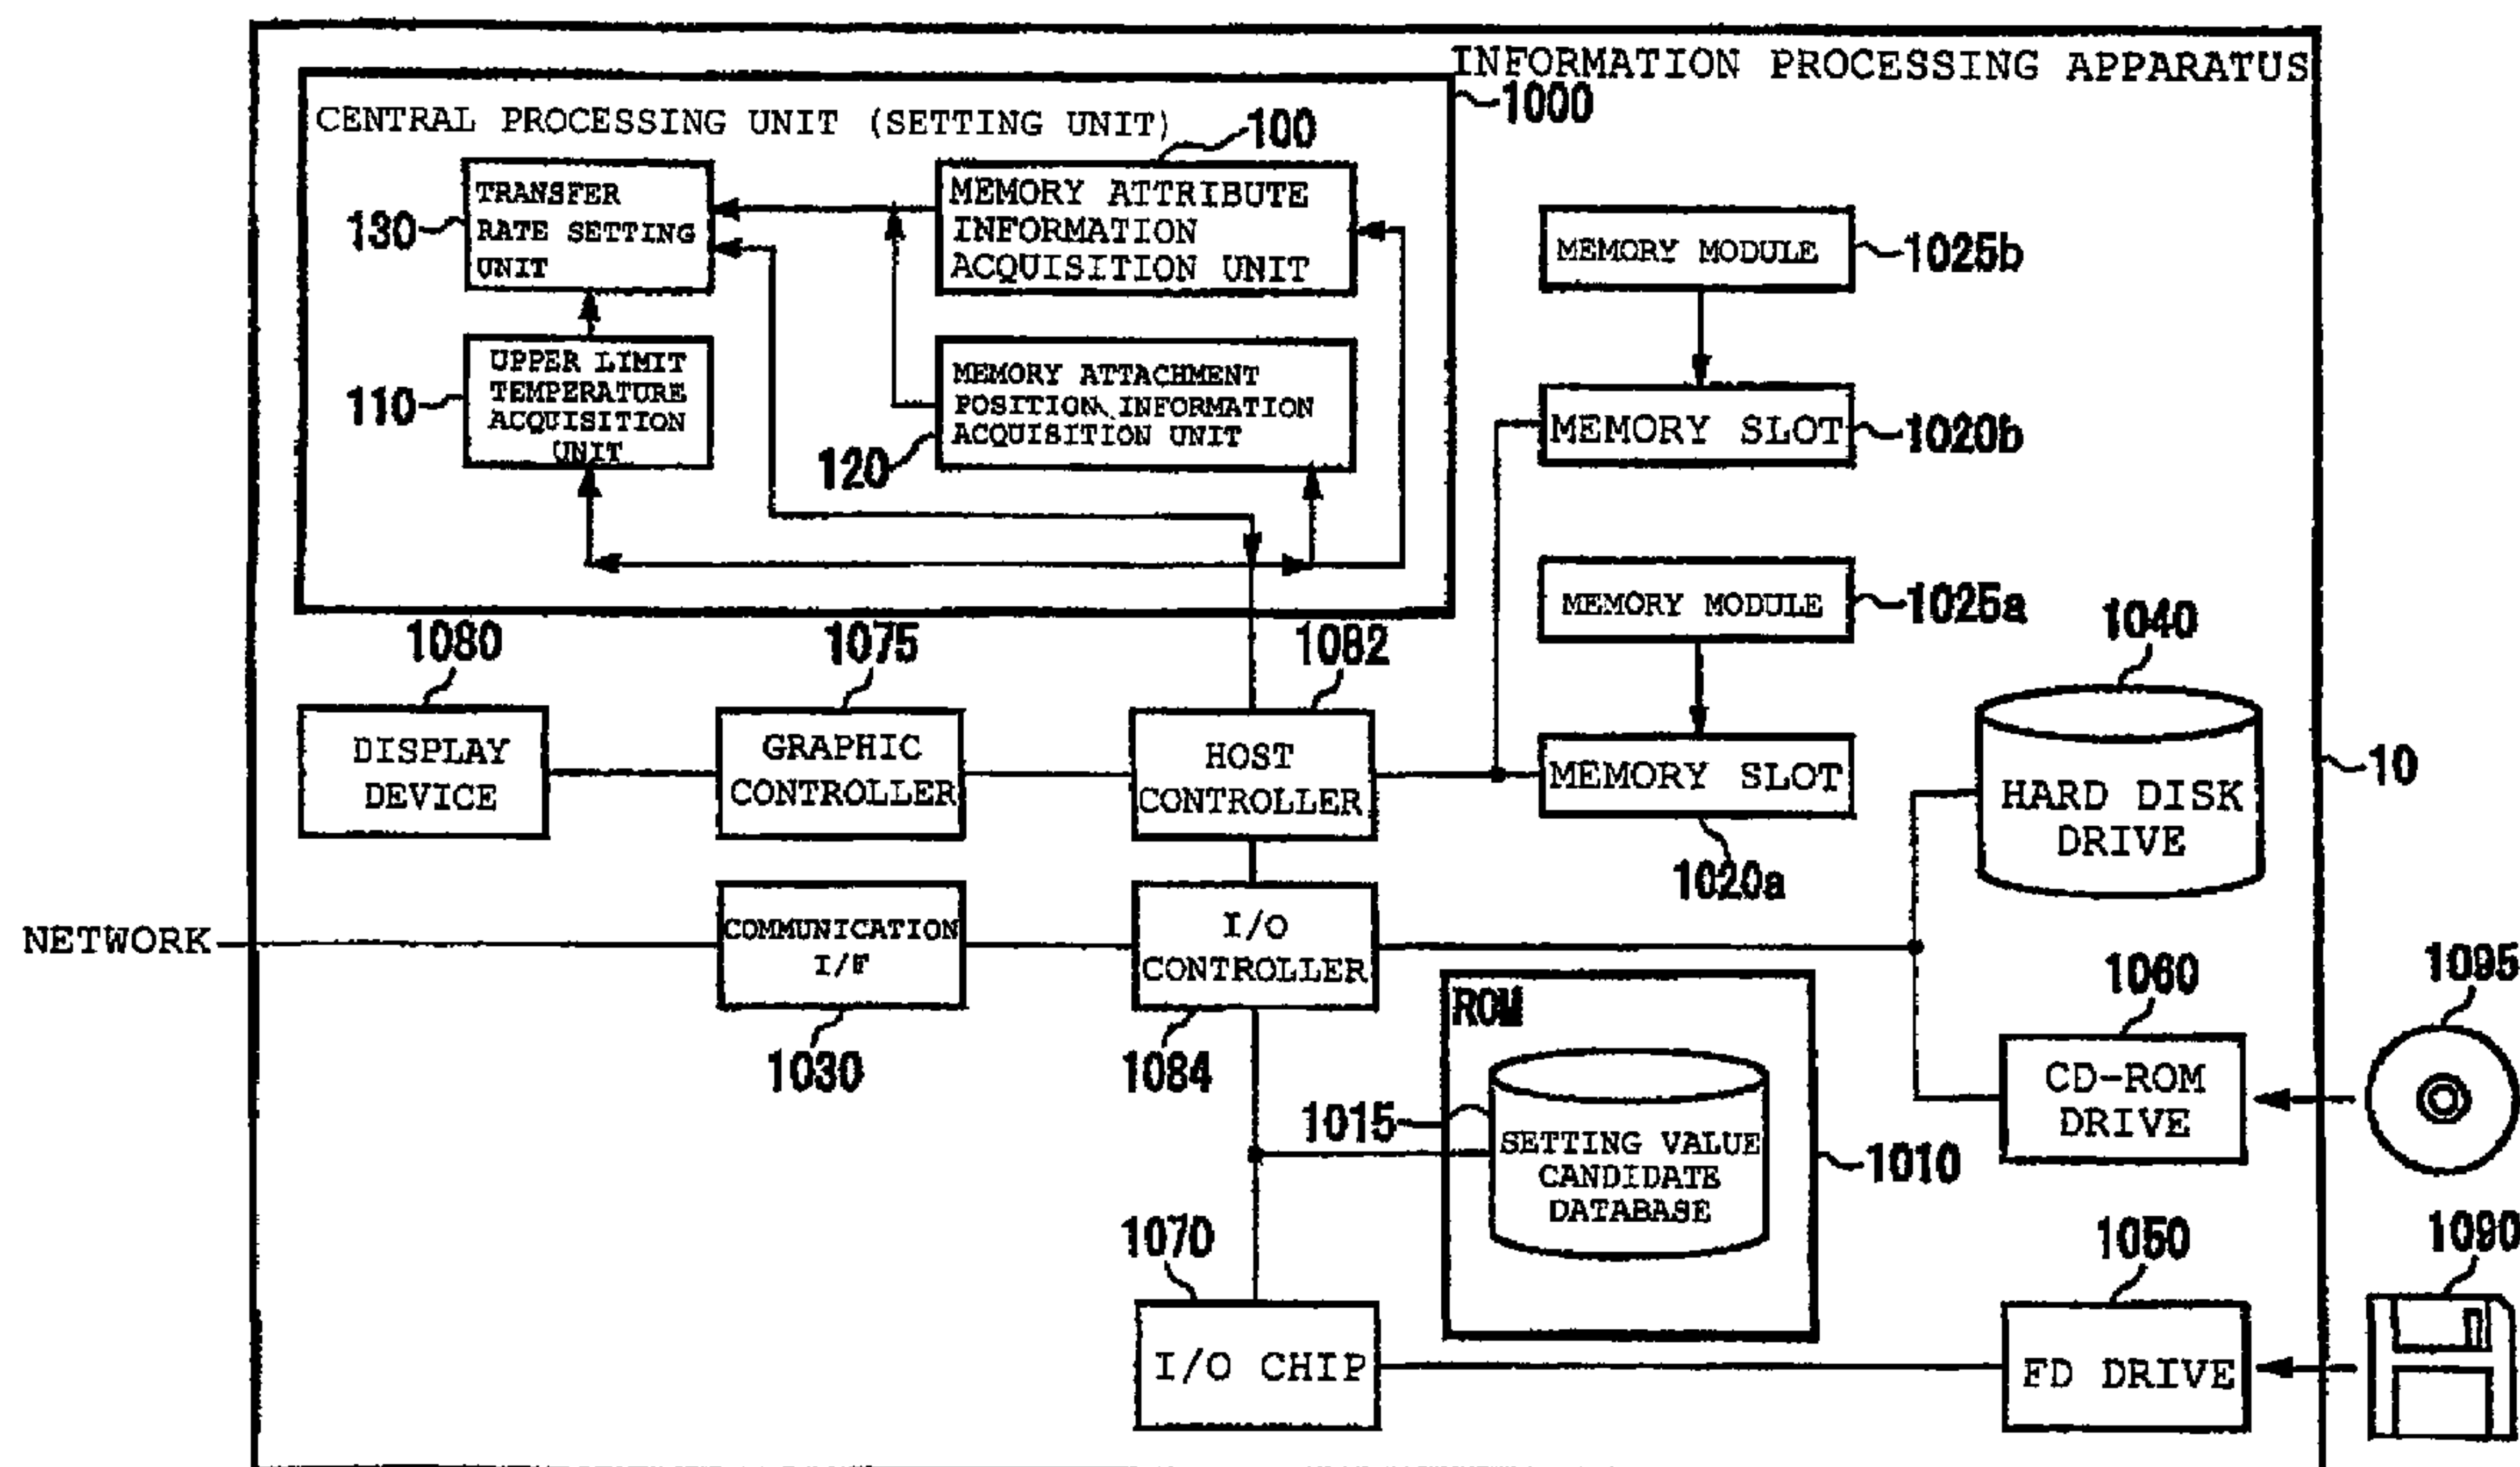 INFORMATION PROCESSING APPARATUS
1000
CENTRAL PROCESSING UNIT (SETTING UNIT)
100
TRANSFER
RATE SETTING
UNIT
130
MEMORY ATTRIBUTE
INFORMATION
ACQUISITION UNIT
MEMORY MODULE
1025b
UPPER LIMIT
TEMPERATURE
ACQUISITION
UNIT
110
MEMORY ATTACHMENT
POSITION INFORMATION
ACQUISITION UNIT
120
MEMORY SLOT
1020b
MEMORY MODULE
1025a
1080
1075
1082
1040
DISPLAY
DEVICE
GRAPHIC
CONTROLLER
HOST
CONTROLLER
MEMORY SLOT
1020a
HARD DISK
DRIVE
10
NETWORK
COMMUNICATION
I/F
1030
I/O
CONTROLLER
1084
ROM
1015
SETTING VALUE
CANDIDATE
DATABASE
1010
1060
CD-ROM
DRIVE
1095
1070
I/O CHIP
1050
FD DRIVE
1090